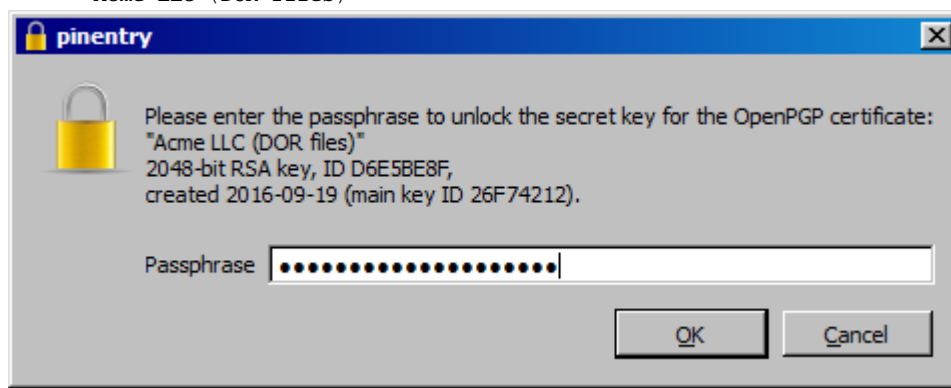 pinentry
Please enter the passphrase to unlock the secret key for the OpenPGP certificate:
"Acme LLC (DOR files)"
2048-bit RSA key, ID D6E5BE8F,
created 2016-09-19 (main key ID 26F74212).
Passphrase ●●●●●●●●●●●●●●●●●●●●
OK Cancel